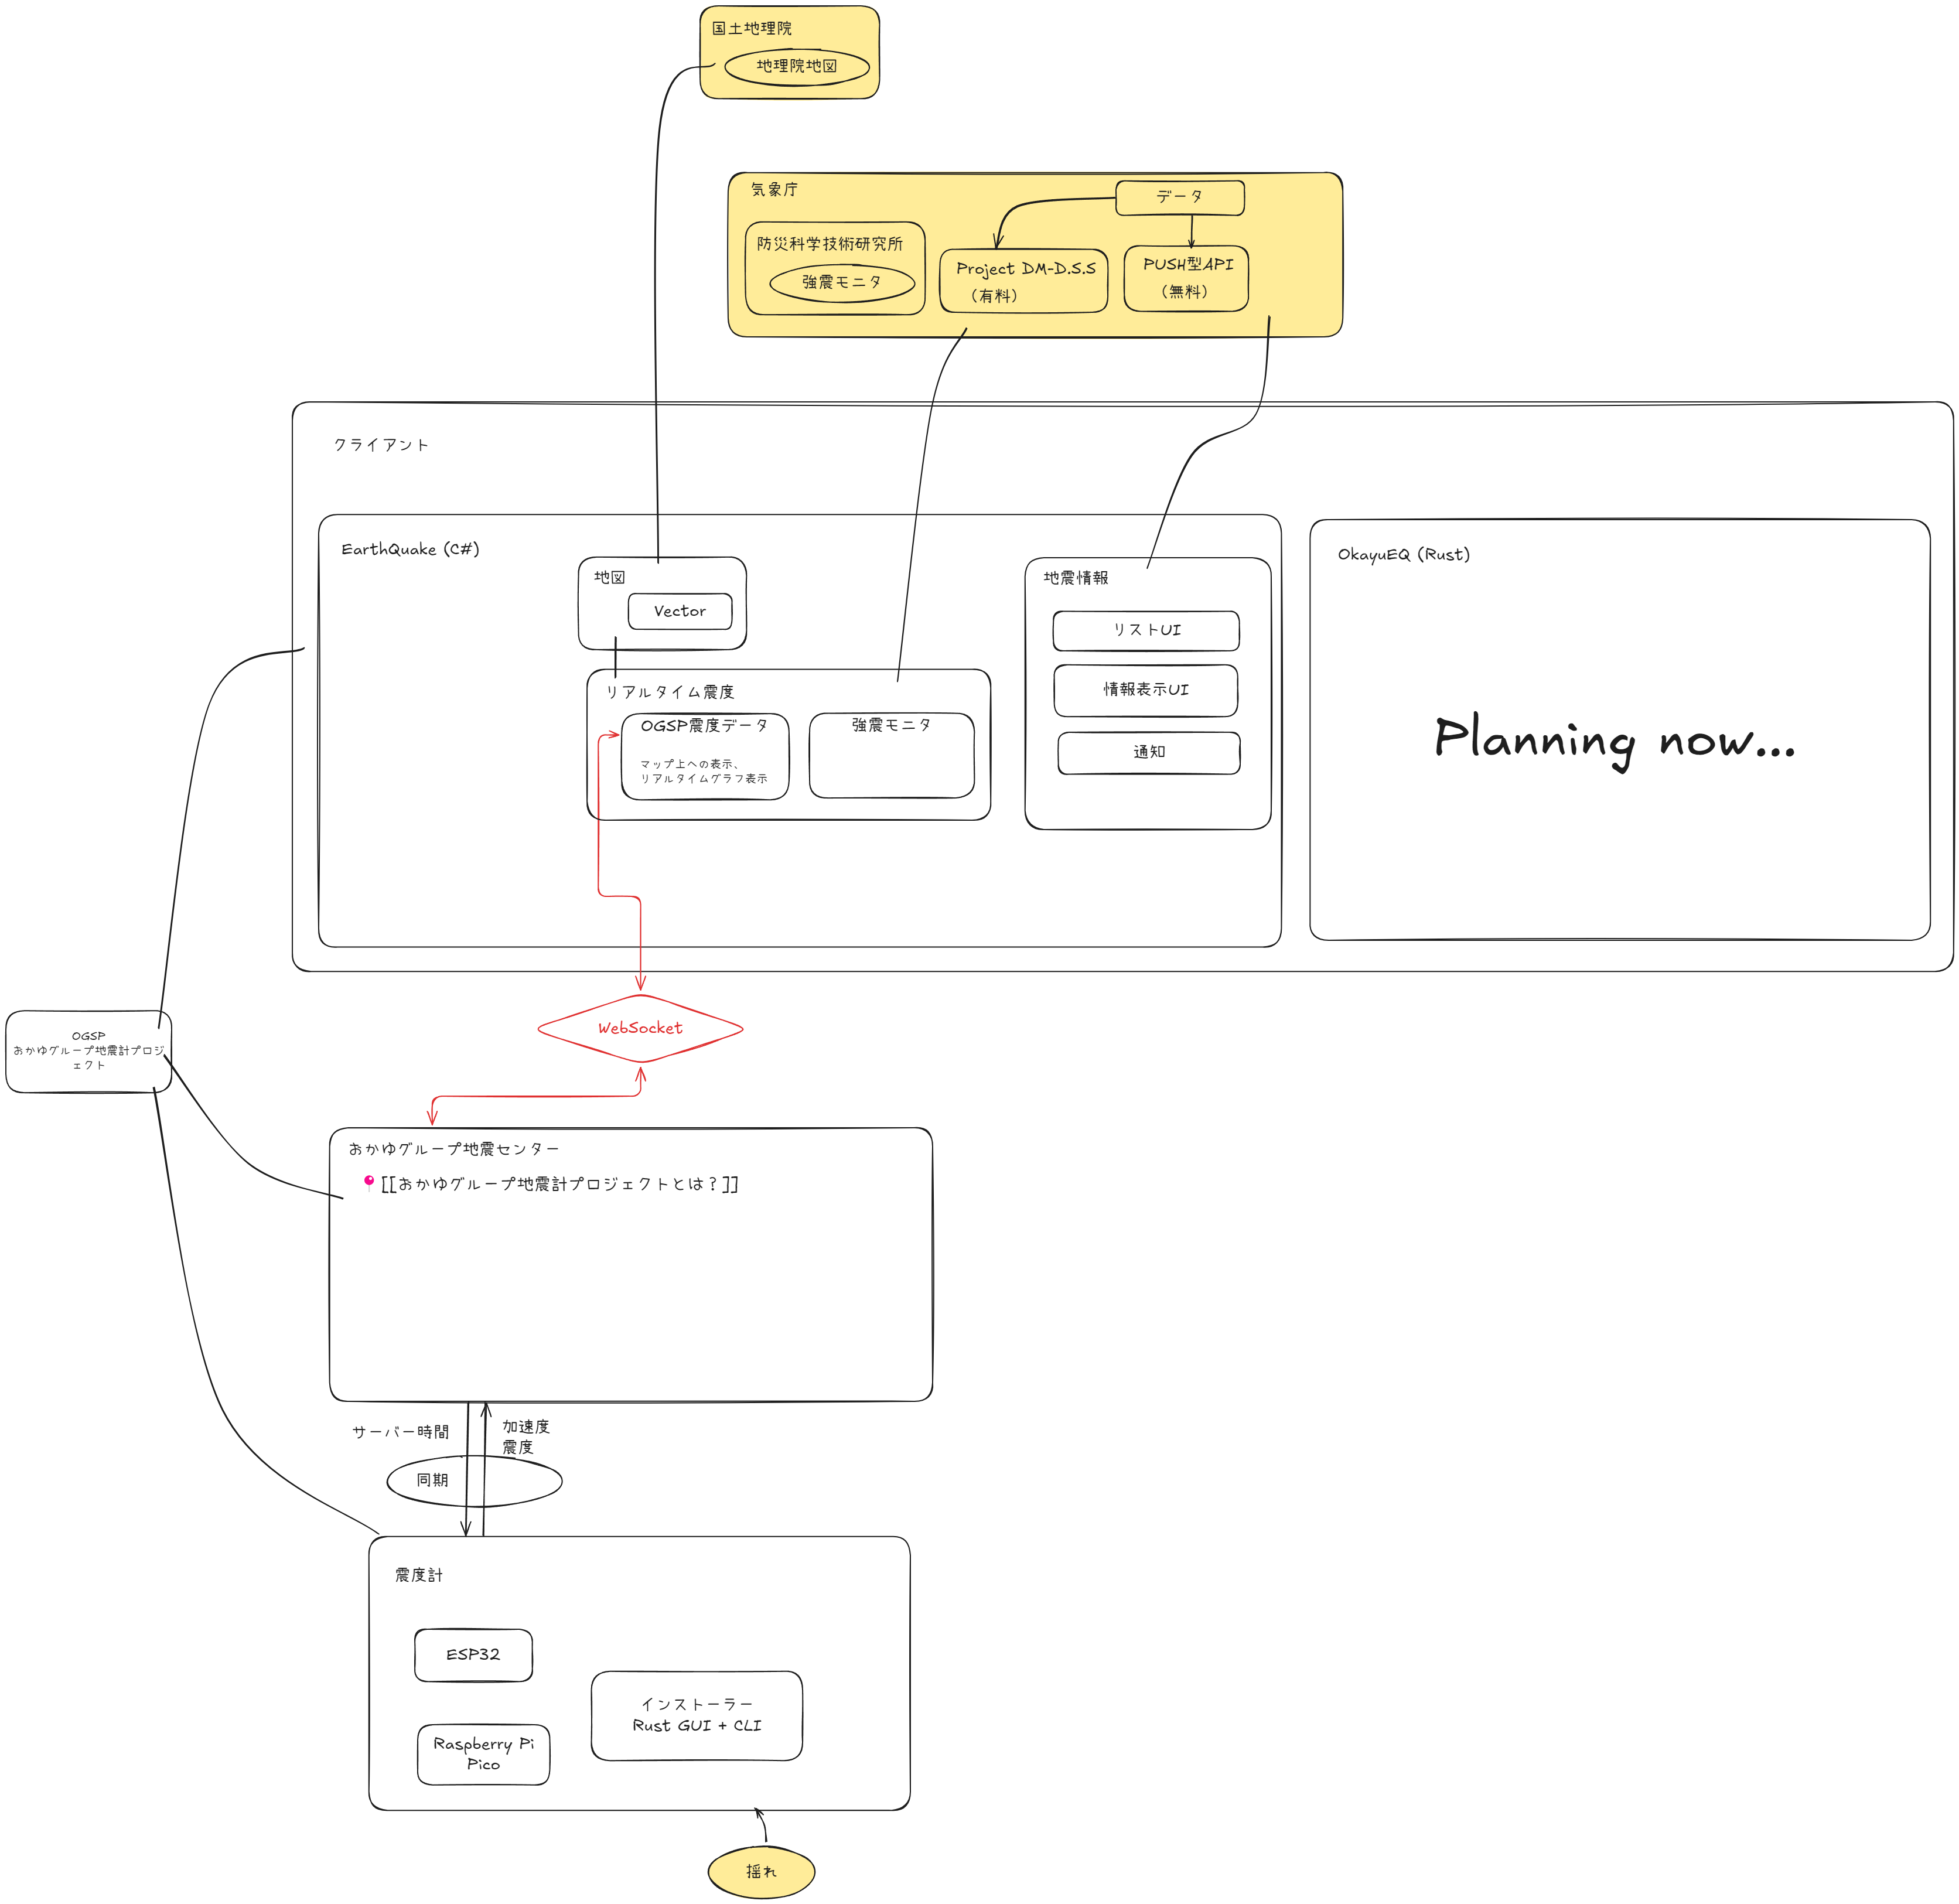 国土地理院
地理院地図
気象庁
データ
防災科学技術研究所
強震モニタ
Project DM-D.S.S
（有料）
PUSH型API
（無料）
クライアント
EarthQuake (C#)
地図
Vector
リアルタイム震度
OGSP震度データ
マップ上への表示、
リアルタイムグラフ表示
強震モニタ
地震情報
リストUI
情報表示UI
通知
OkayuEQ (Rust)
Planning now...
WebSocket
OGSP
おかゆグループ地震計プロジ
ェクト
おかゆグループ地震センター
📍[[おかゆグループ地震計プロジェクトとは？]]
サーバー時間
加速度
震度
同期
震度計
ESP32
Raspberry Pi
Pico
インストーラー
Rust GUI + CLI
揺れ